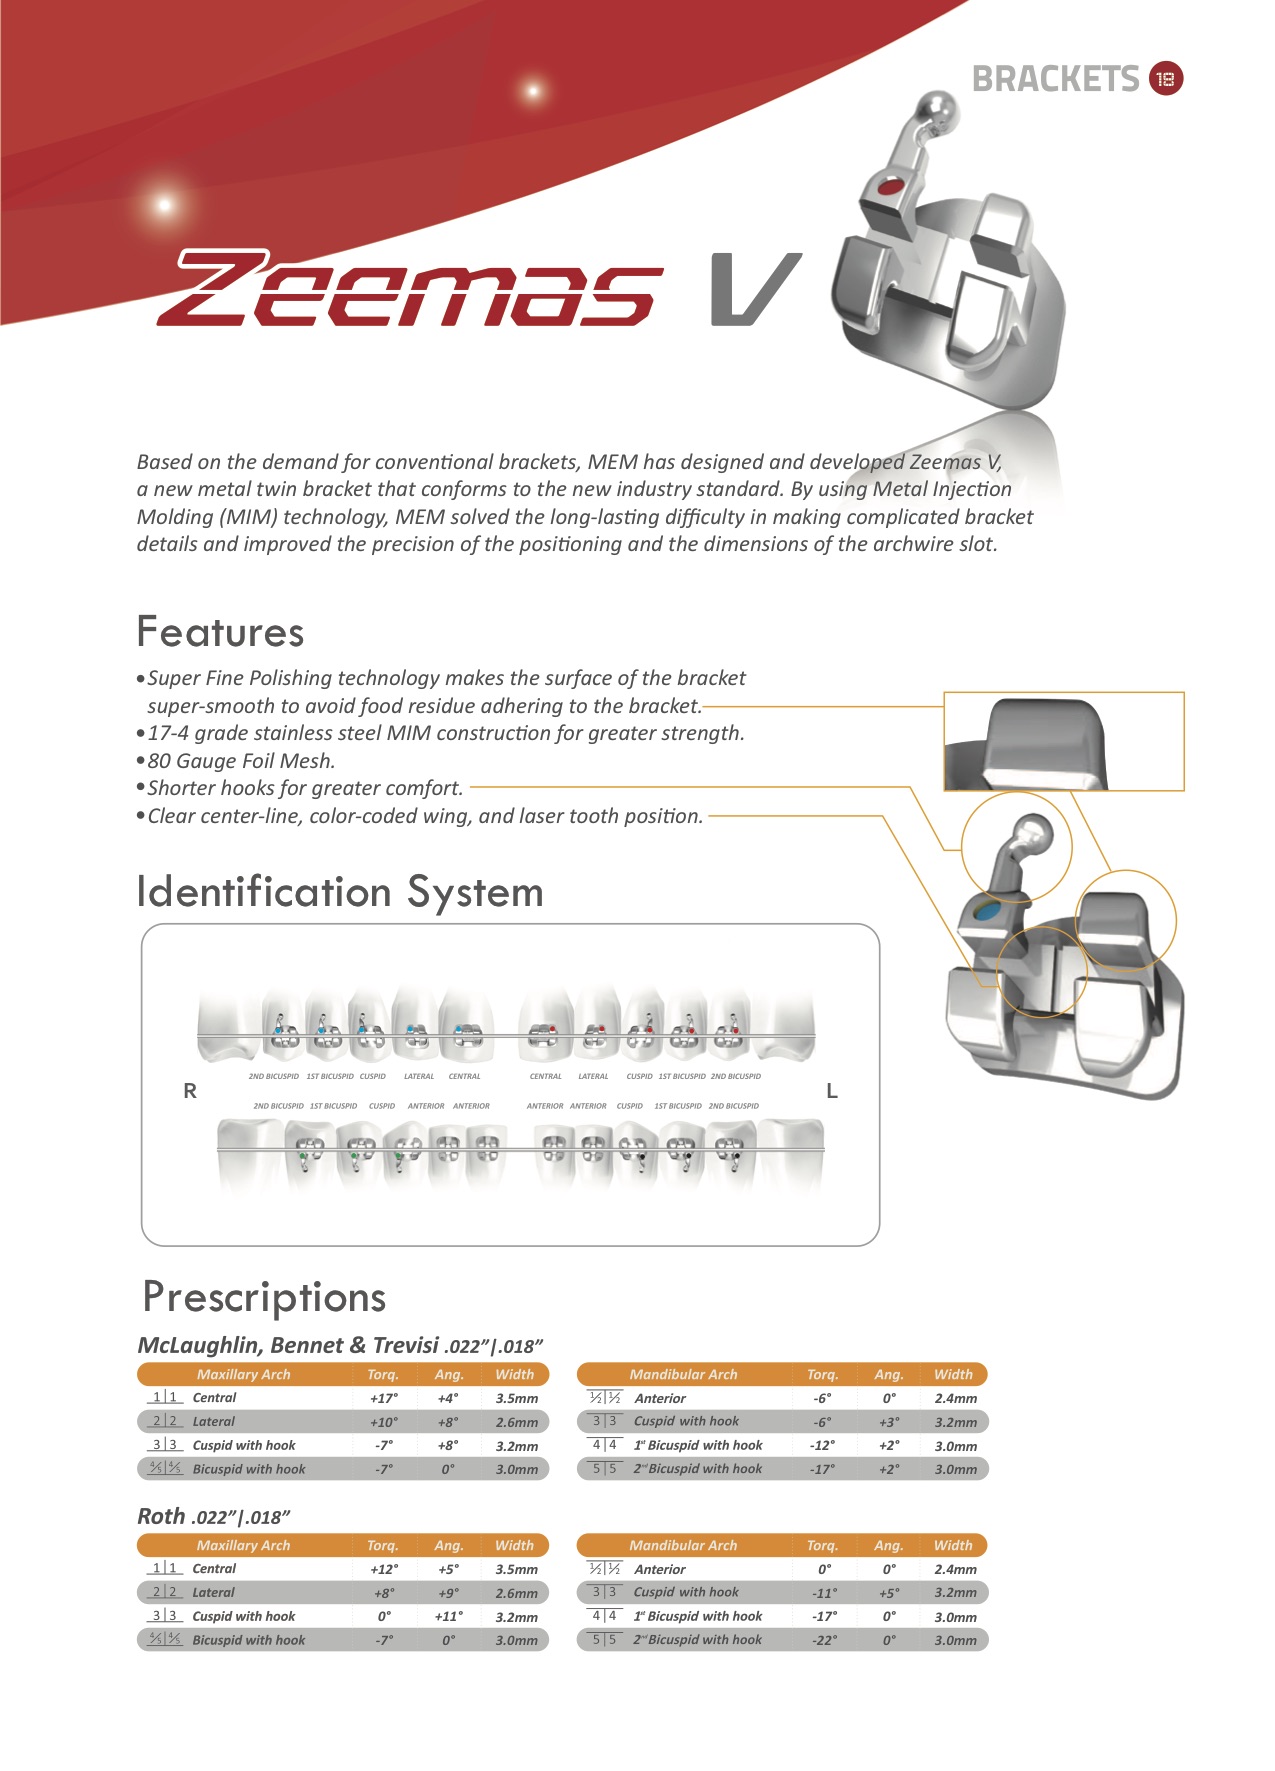 BRACKETS 18
Zeemas V
Based on the demand for conventional brackets, MEM has designed and developed Zeemas V,
a new metal twin bracket that conforms to the new industry standard. By using Metal Injection
Molding (MIM) technology, MEM solved the long-lasting difficulty in making complicated bracket
details and improved the precision of the positioning and the dimensions of the archwire slot.
Features
•Super Fine Polishing technology makes the surface of the bracket
super-smooth to avoid food residue adhering to the bracket.
•17-4 grade stainless steel MIM construction for greater strength.
•80 Gauge Foil Mesh.
•Shorter hooks for greater comfort.
•Clear center-line, color-coded wing, and laser tooth position.
Identification System
2ND BICUSPID 1ST BICUSPID CUSPID LATERAL CENTRAL CENTRAL LATERAL CUSPID 1ST BICUSPID 2ND BICUSPID
R L
2ND BICUSPID 1ST BICUSPID CUSPID ANTERIOR ANTERIOR ANTERIOR ANTERIOR CUSPID 1ST BICUSPID 2ND BICUSPID
Prescriptions
McLaughlin, Bennet & Trevisi .022”|.018”
Maxillary Arch Torq. Ang. Width
1|1 Central +17° +4° 3.5mm
2|2 Lateral +10° +8° 2.6mm
3|3 Cuspid with hook -7° +8° 3.2mm
4/5|4/5 Bicuspid with hook -7° 0° 3.0mm
Mandibular Arch Torq. Ang. Width
½|½ Anterior -6° 0° 2.4mm
3|3 Cuspid with hook -6° +3° 3.2mm
4|4 1st Bicuspid with hook -12° +2° 3.0mm
5|5 2nd Bicuspid with hook -17° +2° 3.0mm
Roth .022”|.018”
Maxillary Arch Torq. Ang. Width
1|1 Central +12° +5° 3.5mm
2|2 Lateral +8° +9° 2.6mm
3|3 Cuspid with hook 0° +11° 3.2mm
4/5|4/5 Bicuspid with hook -7° 0° 3.0mm
Mandibular Arch Torq. Ang. Width
½|½ Anterior 0° 0° 2.4mm
3|3 Cuspid with hook -11° +5° 3.2mm
4|4 1st Bicuspid with hook -17° 0° 3.0mm
5|5 2nd Bicuspid with hook -22° 0° 3.0mm